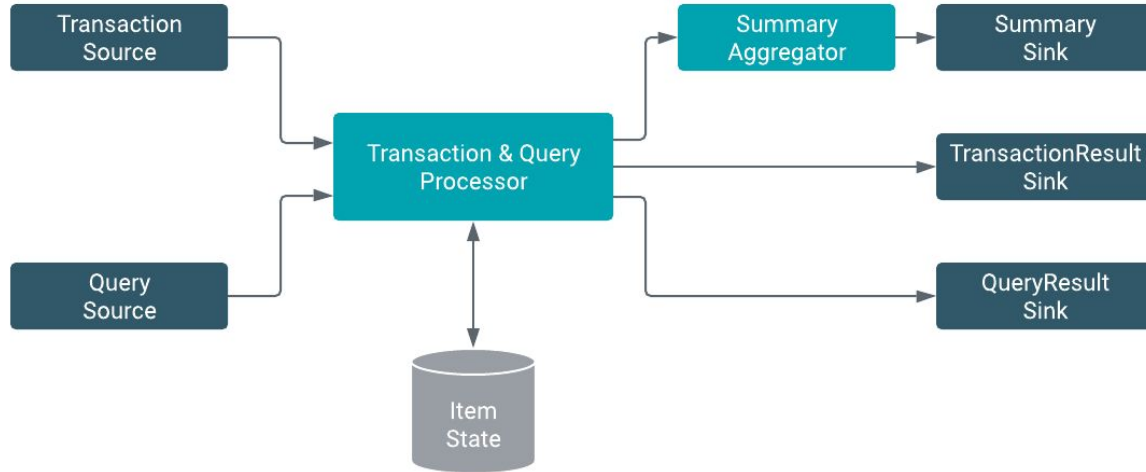 Transaction
Source
Summary
Aggregator
Summary
Sink
Transaction & Query
Processor
TransactionResult
Sink
Query
Source
QueryResult
Sink
Item
State